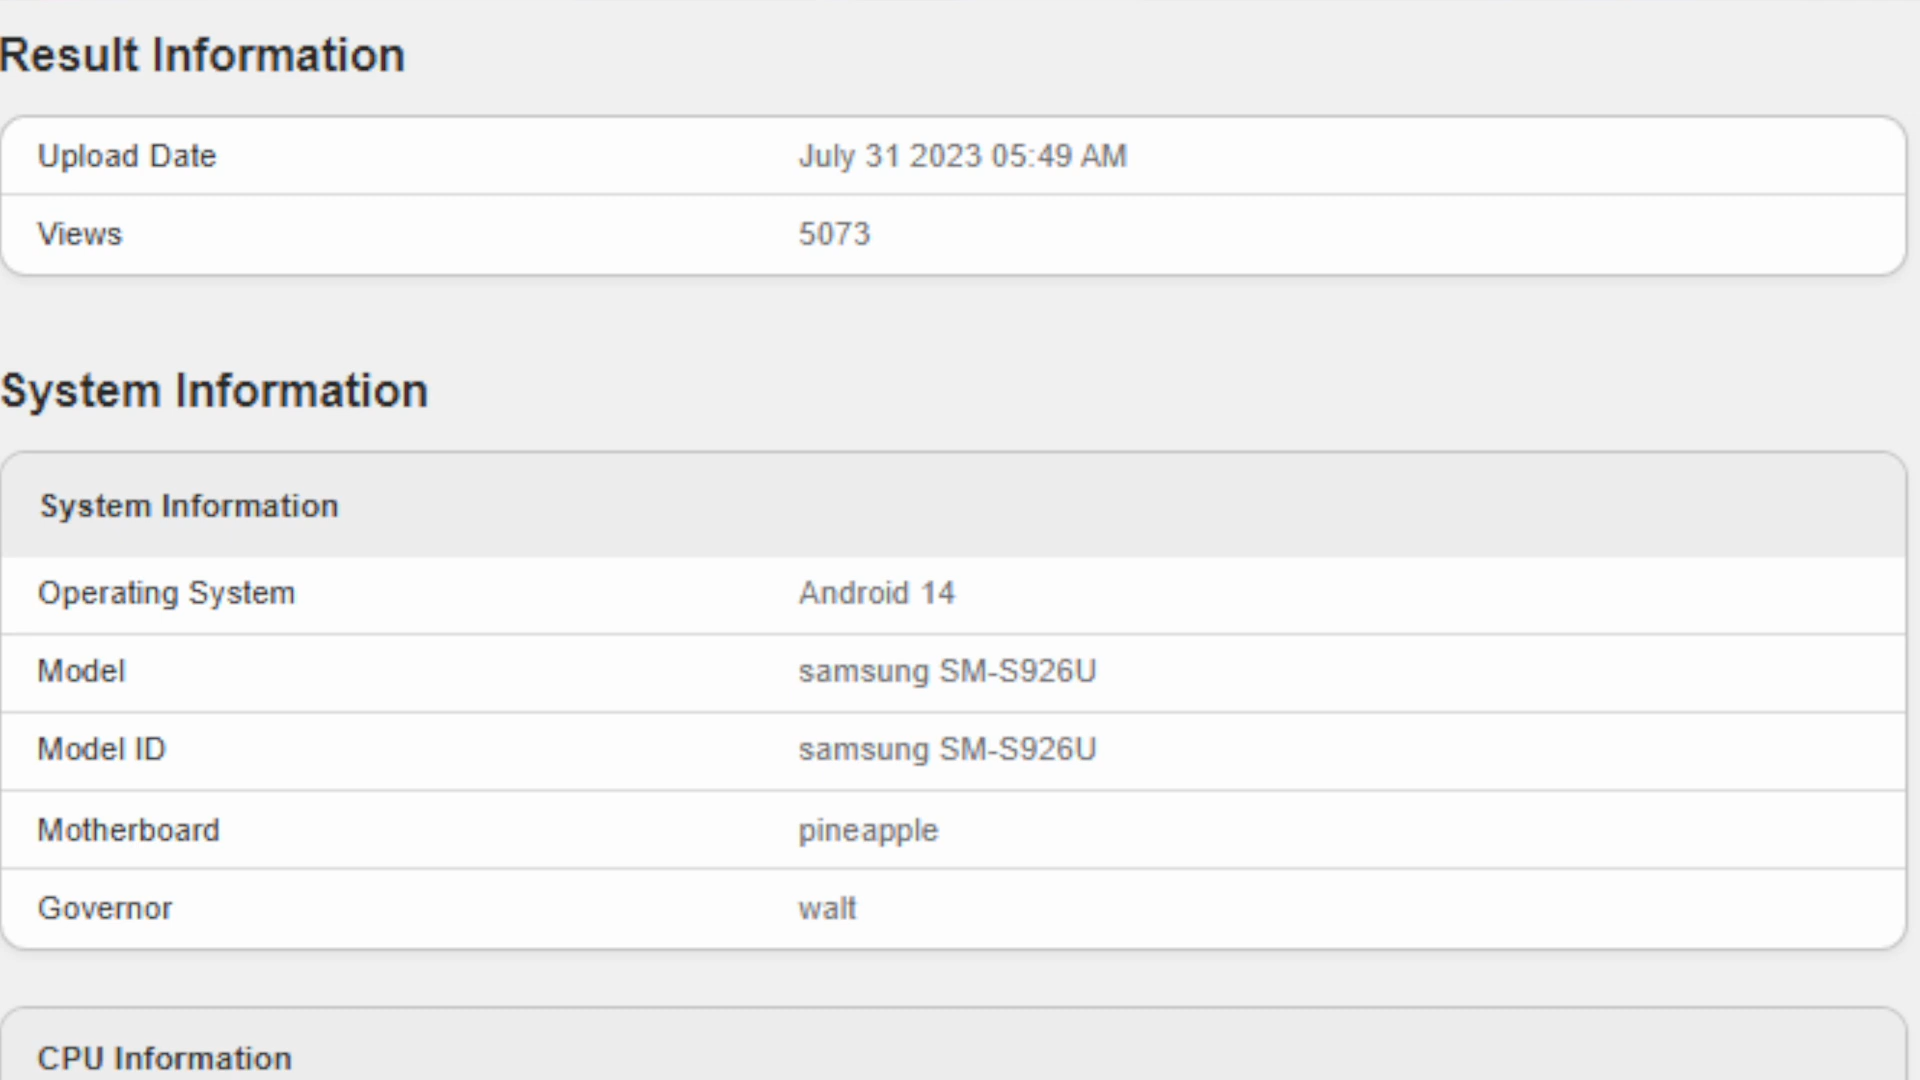 Result Information
Upload Date July 31 2023 05:49 AM
Views 5073
System Information
System Information
Operating System Android 14
Model samsung SM-S926U
Model ID samsung SM-S926U
Motherboard pineapple
Governor walt
CPU Information